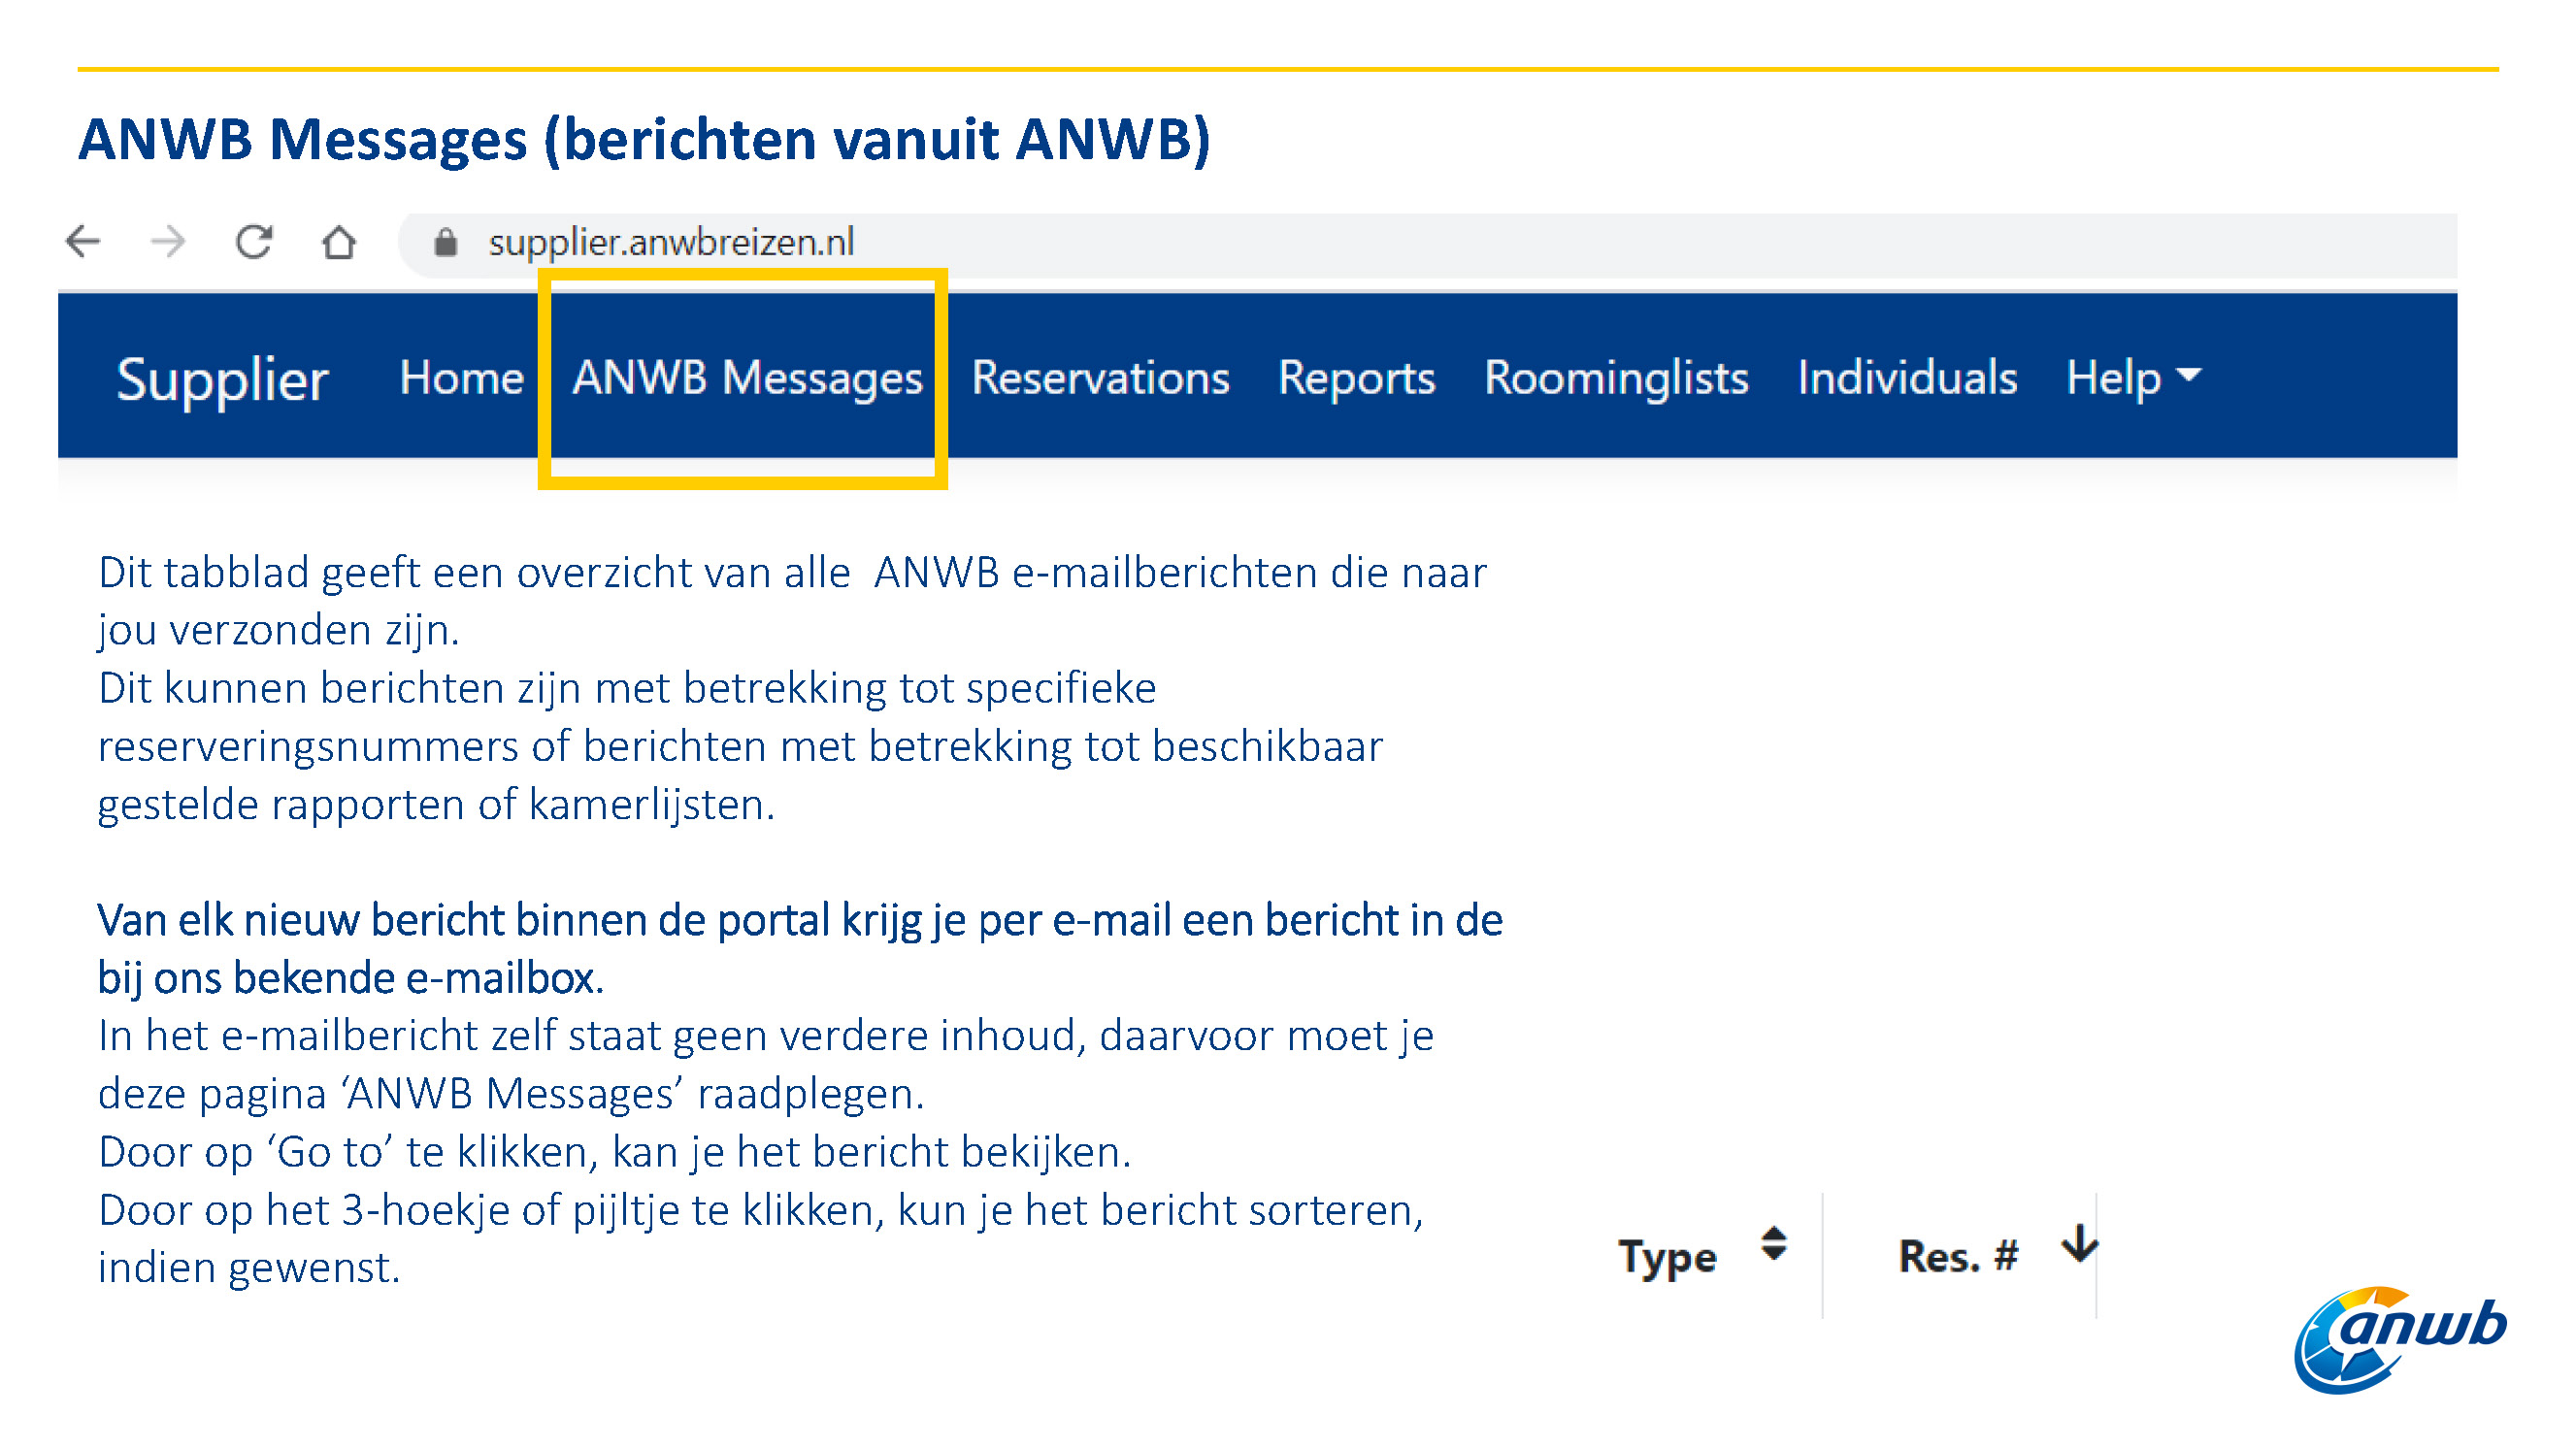 ANWB Messages (berichten vanuit ANWB)
supplier.anwbreizen.nl
Supplier Home ANWB Messages Reservations Reports Roominglists Individuals Help
Dit tabblad geeft een overzicht van alle ANWB e-mailberichten die naar
jou verzonden zijn.
Dit kunnen berichten zijn met betrekking tot specifieke
reserveringsnummers of berichten met betrekking tot beschikbaar
gestelde rapporten of kamerlijsten.
Van elk nieuw bericht binnen de portal krijg je per e-mail een bericht in de
bij ons bekende e-mailbox.
In het e-mailbericht zelf staat geen verdere inhoud, daarvoor moet je
deze pagina ‘ANWB Messages’ raadplegen.
Door op ‘Go to’ te klikken, kan je het bericht bekijken.
Door op het 3-hoekje of pijltje te klikken, kun je het bericht sorteren,
indien gewenst.
Type Res. #
anwb